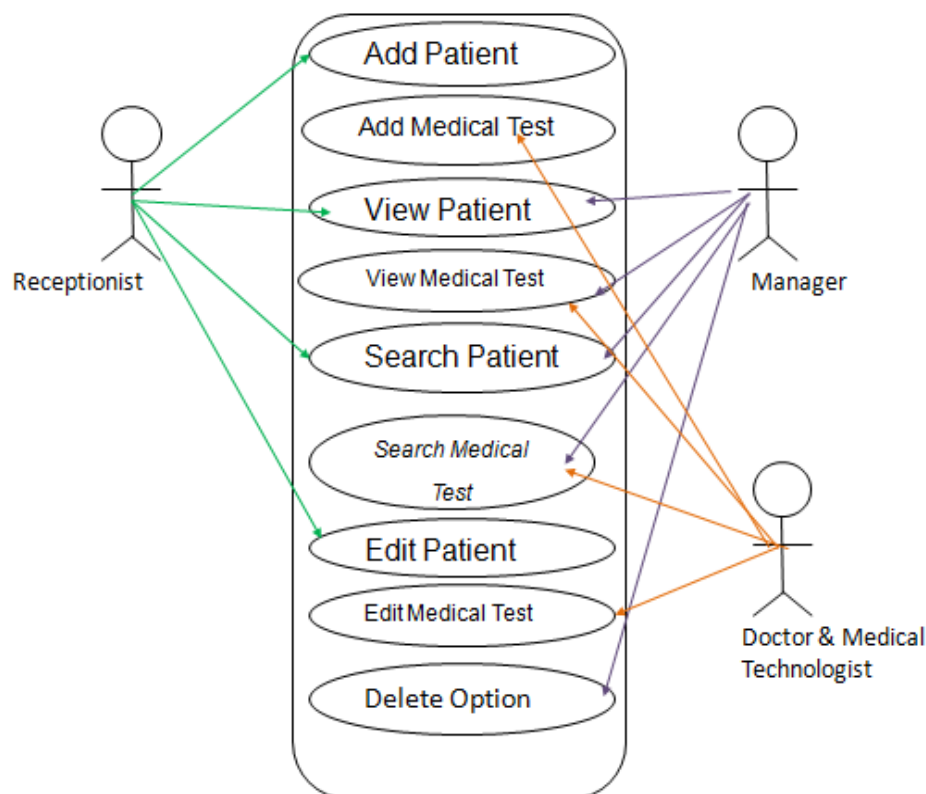 Add Patient
Add Medical Test
View Patient
Receptionist
View Medical Test
Manager
Search Patient
Search Medical
Test
Edit Patient
Edit Medical Test
Doctor & Medical
Technologist
Delete Option